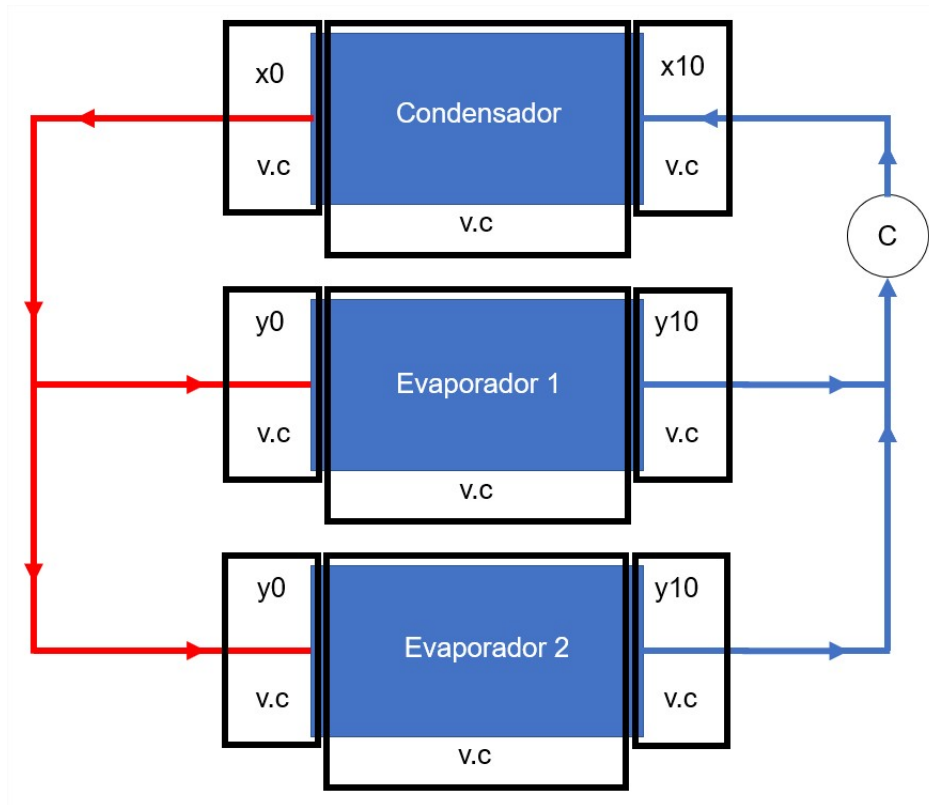 x0
Condensador
x10
v.c
v.c
v.c
C
y0
Evaporador 1
y10
v.c
v.c
v.c
y0
Evaporador 2
y10
v.c
v.c
v.c